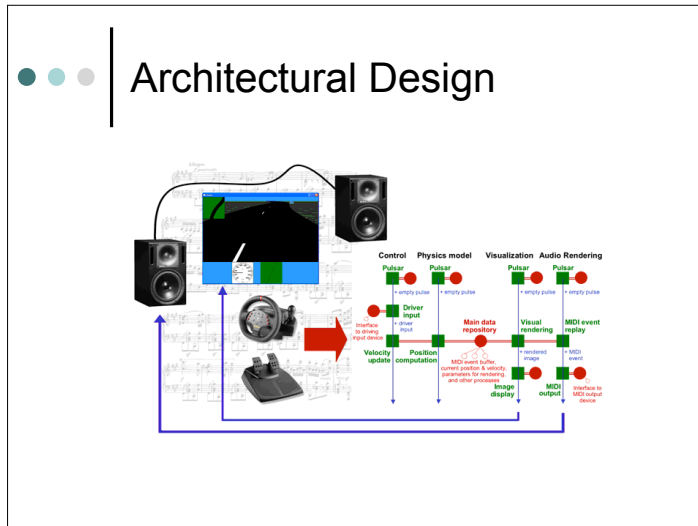 Architectural Design
Allegro
Control Physics model Visualization Audio Rendering
Pulsar Pulsar Pulsar Pulsar
+ empty pulse + empty pulse + empty pulse + empty pulse
Driver
input
Interface
to driving
input device
+ driver
input
Main data
repository
Visual
rendering
MIDI event
replay
Velocity
update
Position
computation
MIDI event buffer,
current position & velocity,
parameters for rendering,
and other processes
+ rendered
image
+ MIDI
event
Image
display
MIDI
output
Interface to
MIDI output
device